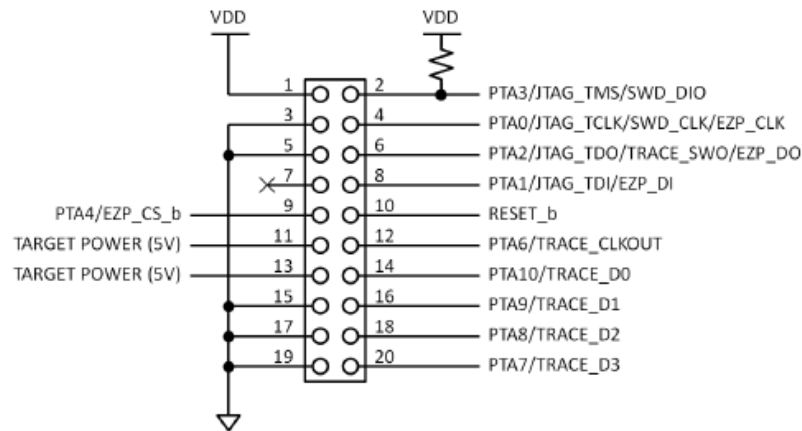 VDD VDD
1 2 PTA3/JTAG_TMS/SWD_DIO
3 4 PTA0/JTAG_TCLK/SWD_CLK/EZP_CLK
5 6 PTA2/JTAG_TDO/TRACE_SWO/EZP_DO
7 8 PTA1/JTAG_TDI/EZP_DI
PTA4/EZP_CS_b 9 10 RESET_b
TARGET POWER (5V) 11 12 PTA6/TRACE_CLKOUT
TARGET POWER (5V) 13 14 PTA10/TRACE_D0
15 16 PTA9/TRACE_D1
17 18 PTA8/TRACE_D2
19 20 PTA7/TRACE_D3